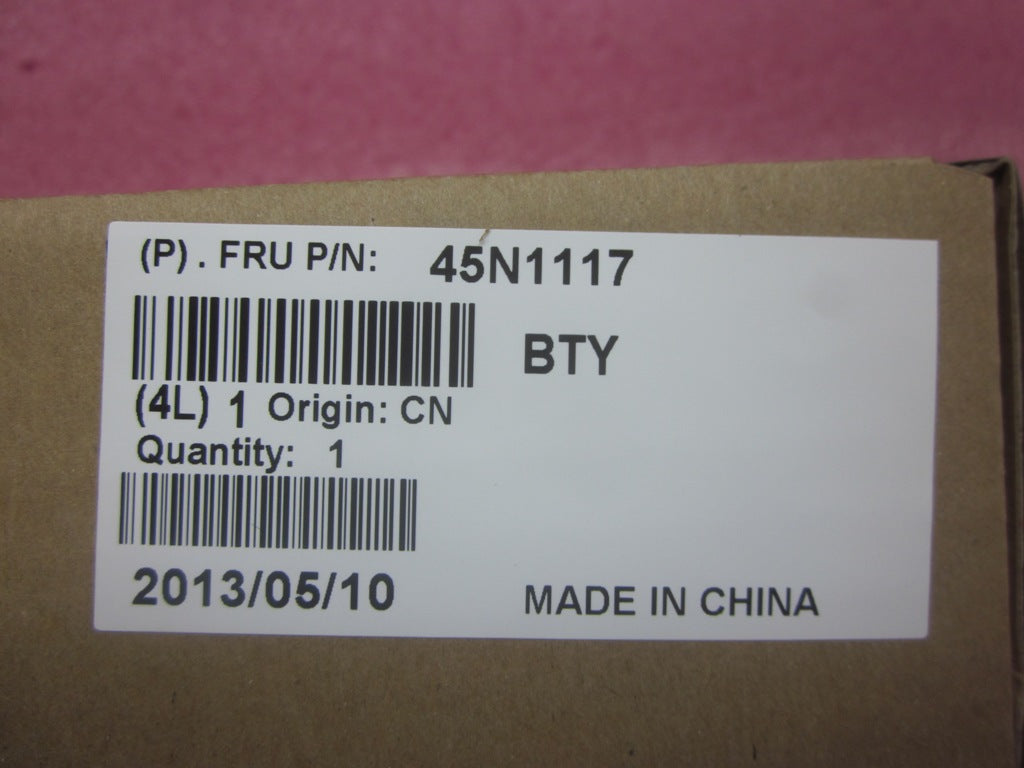 (P). FRU P/N: 45N1117
BTY
(4L) 1 Origin: CN
Quantity: 1
2013/05/10 MADE IN CHINA